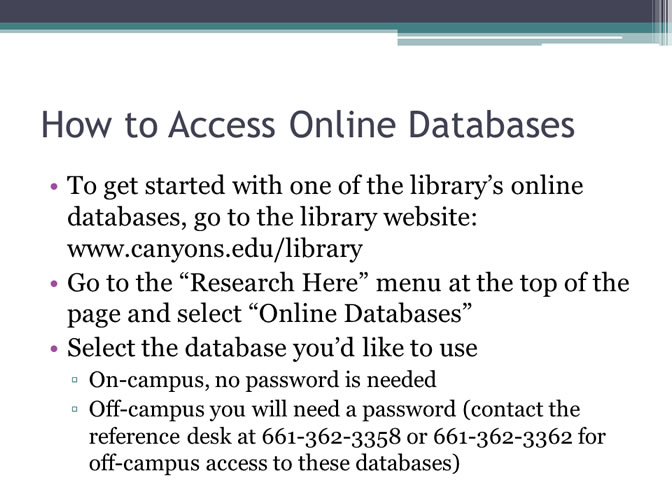 How to Access Online Databases
• To get started with one of the library’s online
databases, go to the library website:
www.canyons.edu/library
• Go to the “Research Here” menu at the top of the
page and select “Online Databases”
• Select the database you’d like to use
▫ On-campus, no password is needed
▫ Off-campus you will need a password (contact the
reference desk at 661-362-3358 or 661-362-3362 for
off-campus access to these databases)